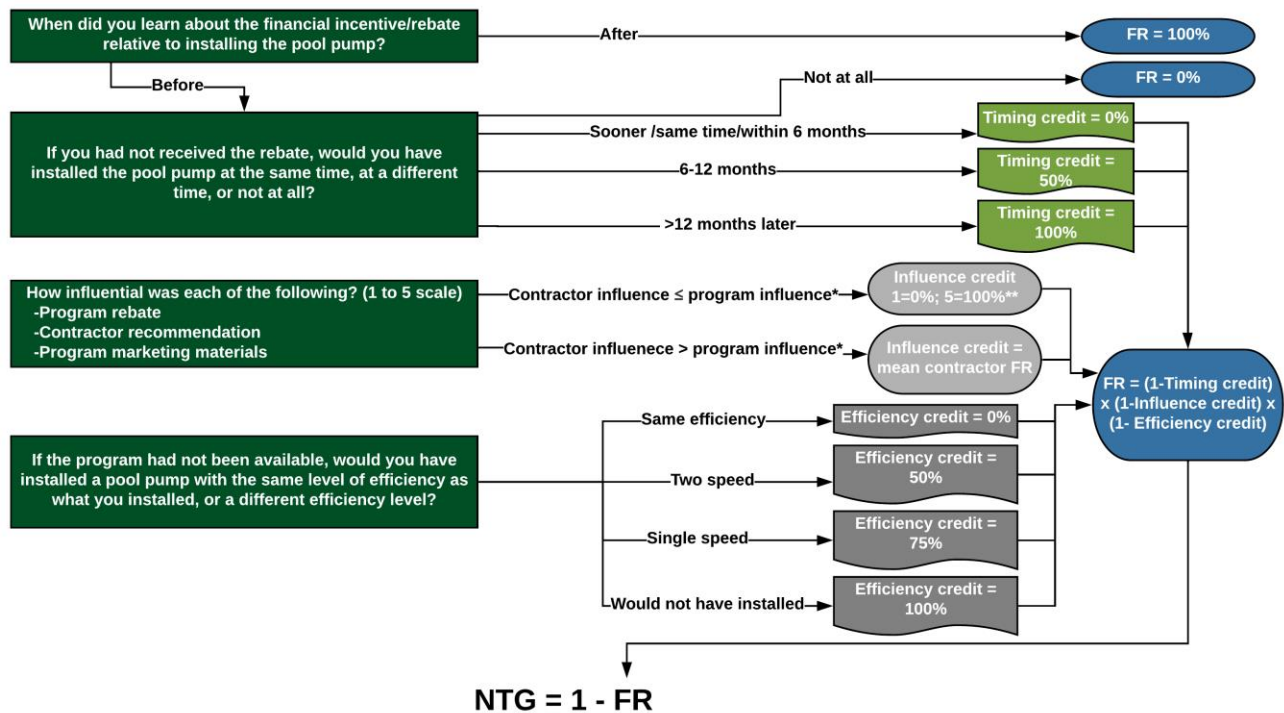 When did you learn about the financial incentive/rebate
relative to installing the pool pump?
After
FR = 100%
Before
Not at all
FR = 0%
If you had not received the rebate, would you have
installed the pool pump at the same time, at a different
time, or not at all?
Sooner /same time/within 6 months
Timing credit = 0%
6-12 months
Timing credit =
50%
>12 months later
Timing credit =
100%
How influential was each of the following? (1 to 5 scale)
-Program rebate
-Contractor recommendation
-Program marketing materials
Contractor influence ≤ program influence*
Influence credit
1=0%; 5=100%**
Contractor influenece > program influence*
Influence credit =
mean contractor FR
FR = (1-Timing credit)
x (1-Influence credit) x
(1- Efficiency credit)
If the program had not been available, would you have
installed a pool pump with the same level of efficiency as
what you installed, or a different efficiency level?
Same efficiency
Efficiency credit = 0%
Two speed
Efficiency credit =
50%
Single speed
Efficiency credit =
75%
Would not have installed
Efficiency credit =
100%
NTG = 1 - FR